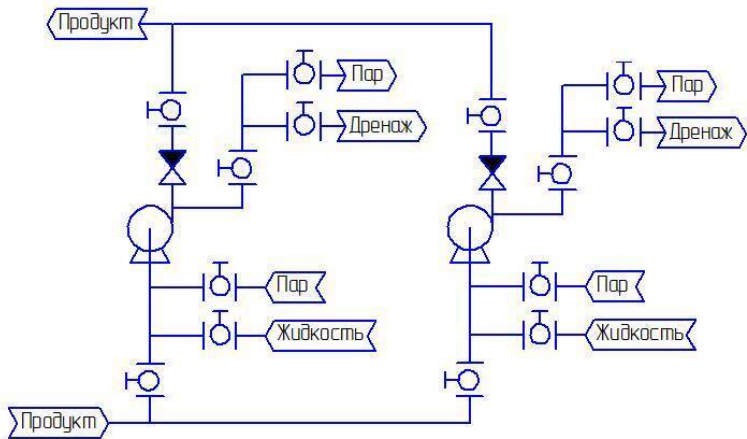 Продукт
Пар
Пар
Дренаж
Дренаж
Пар
Пар
Жидкость
Жидкость
Продукт